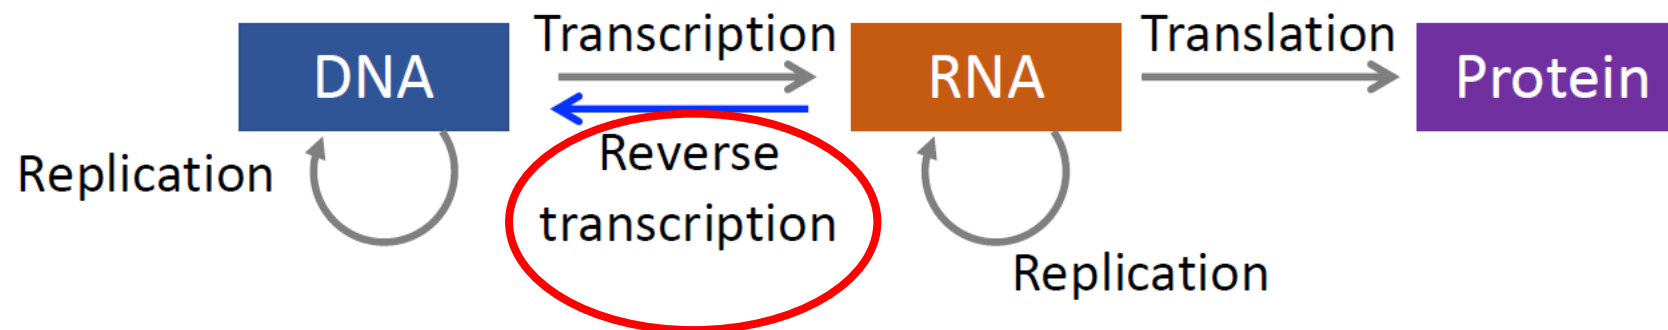 Transcription
Translation
DNA
RNA
Protein
Reverse
transcription
Replication
Replication